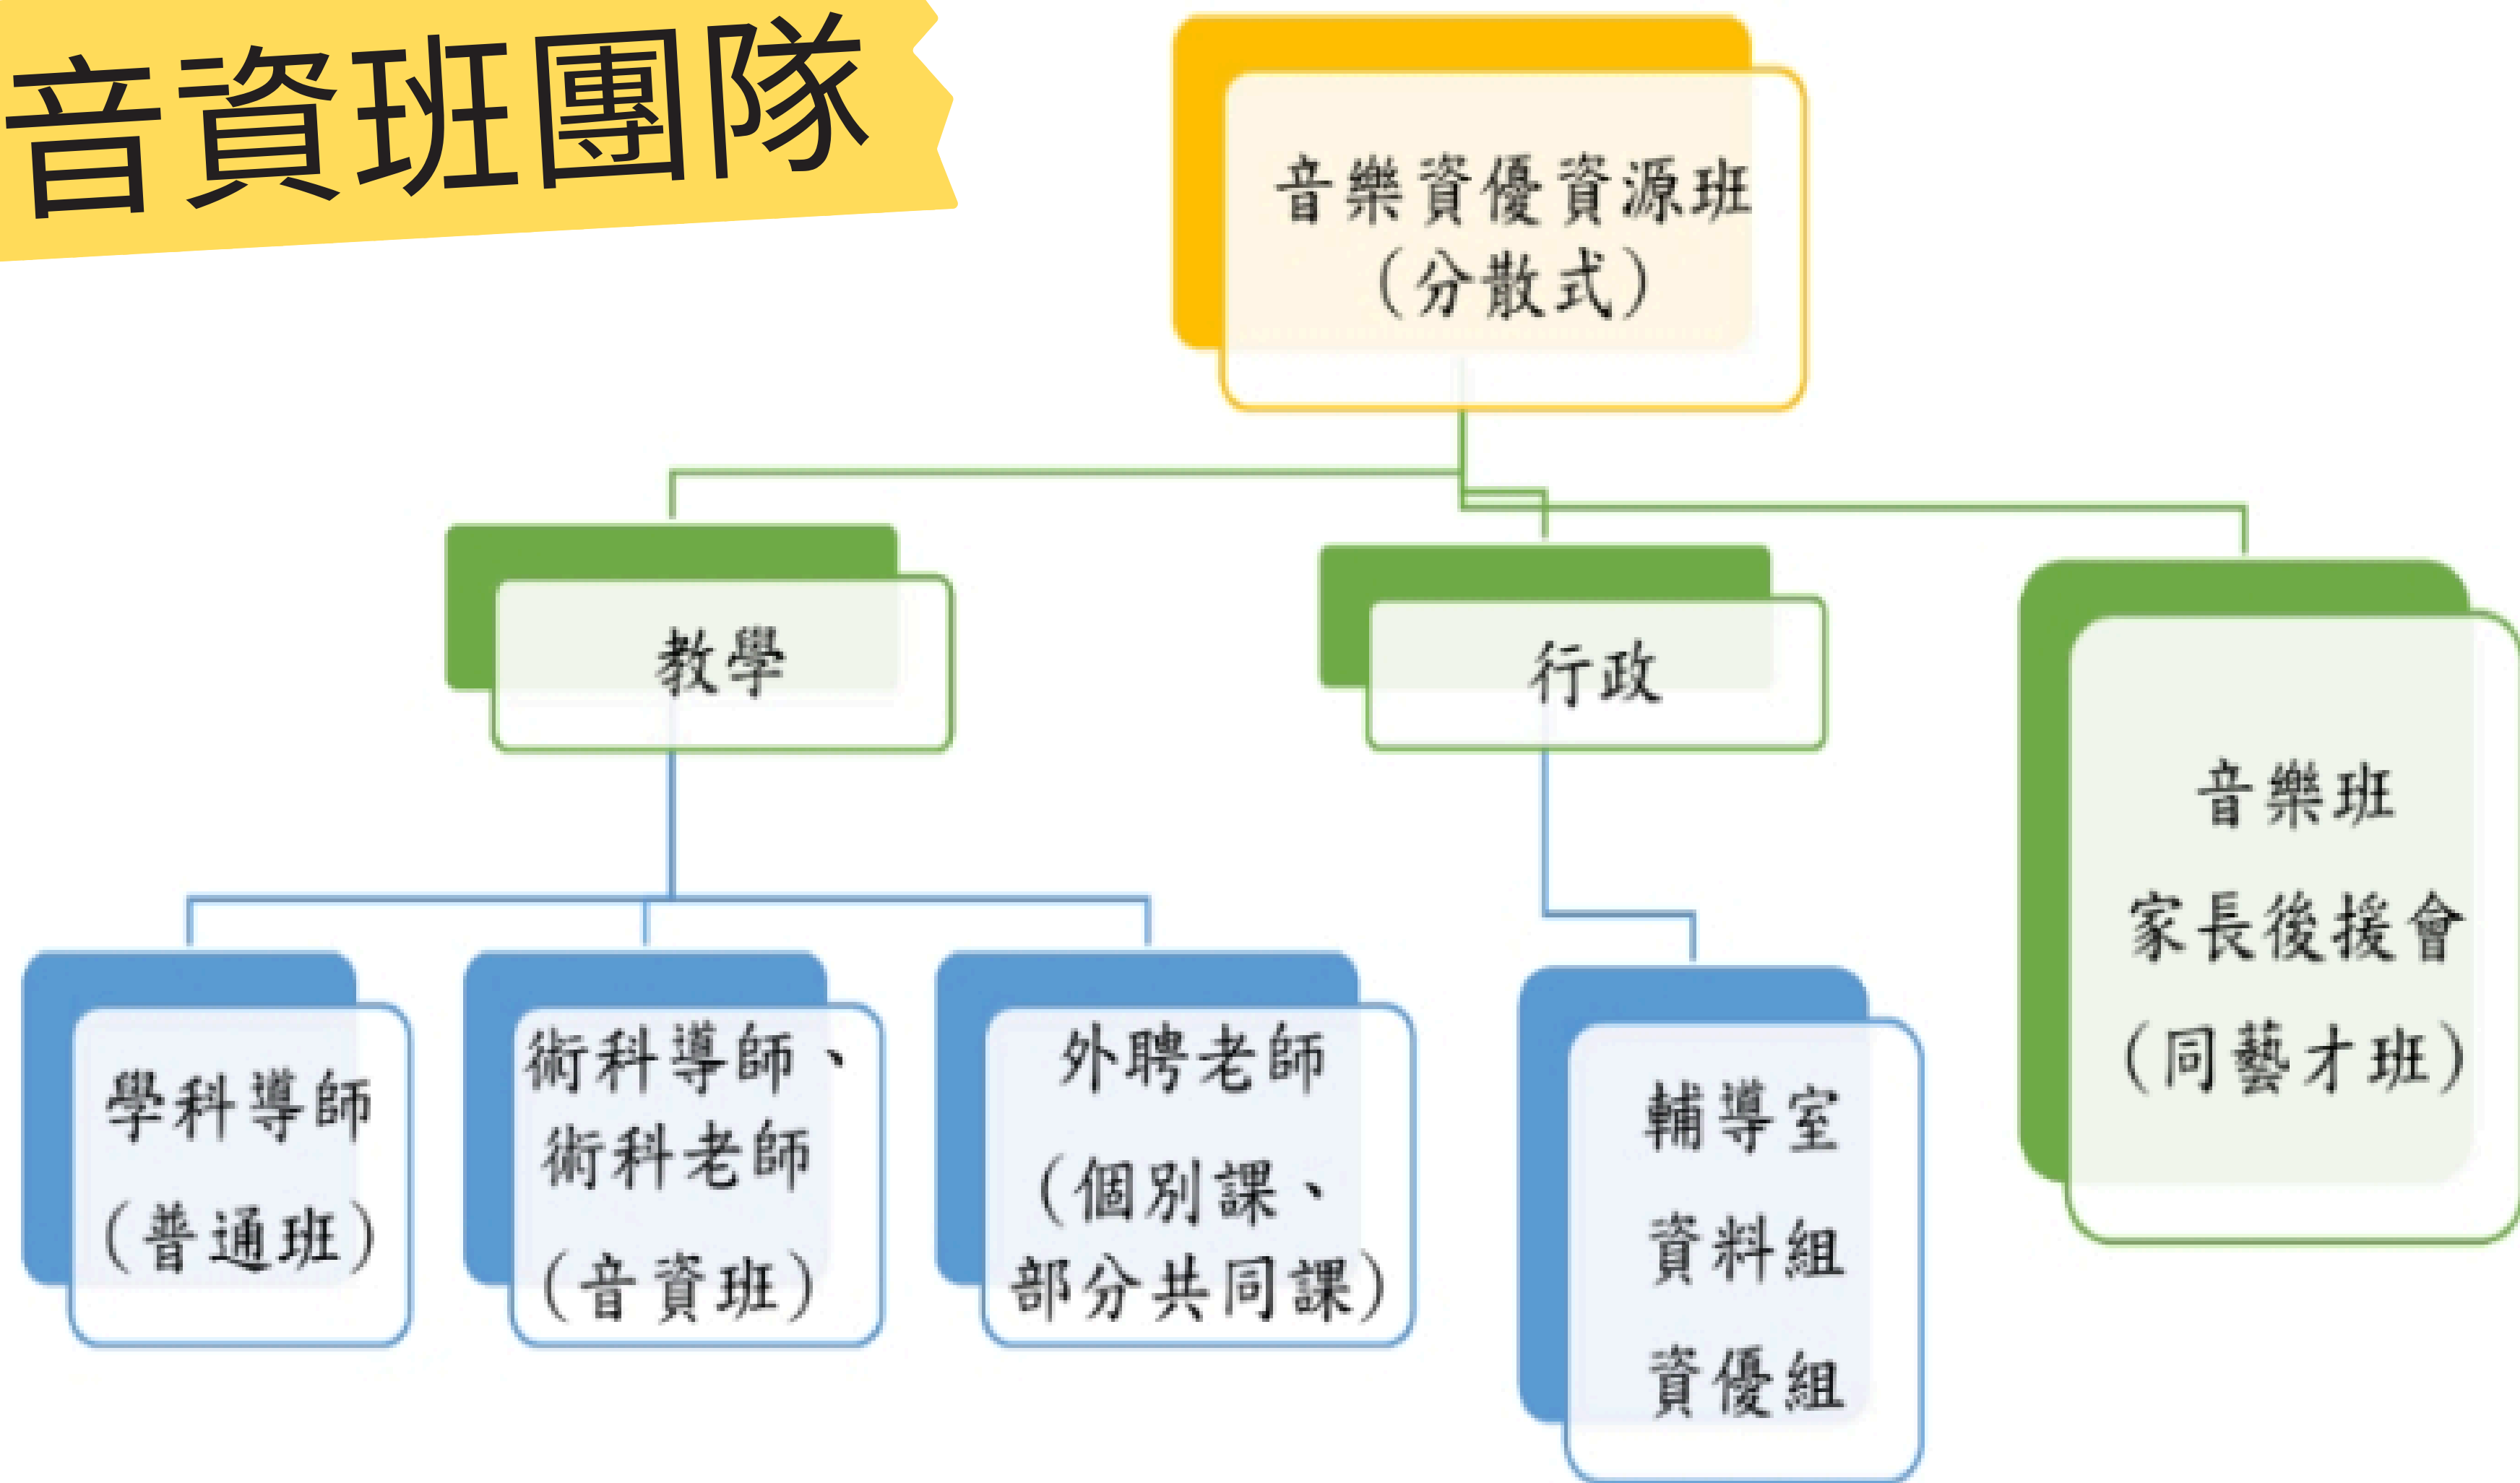 音資班團隊
音樂資優資源班
（分散式）
教學
行政
音樂班
家長後援會
（同藝才班）
學科導師
（普通班）
術科導師、
術科老師
（音資班）
外聘老師
（個別課、
部分共同課）
輔導室
資料組
資優組